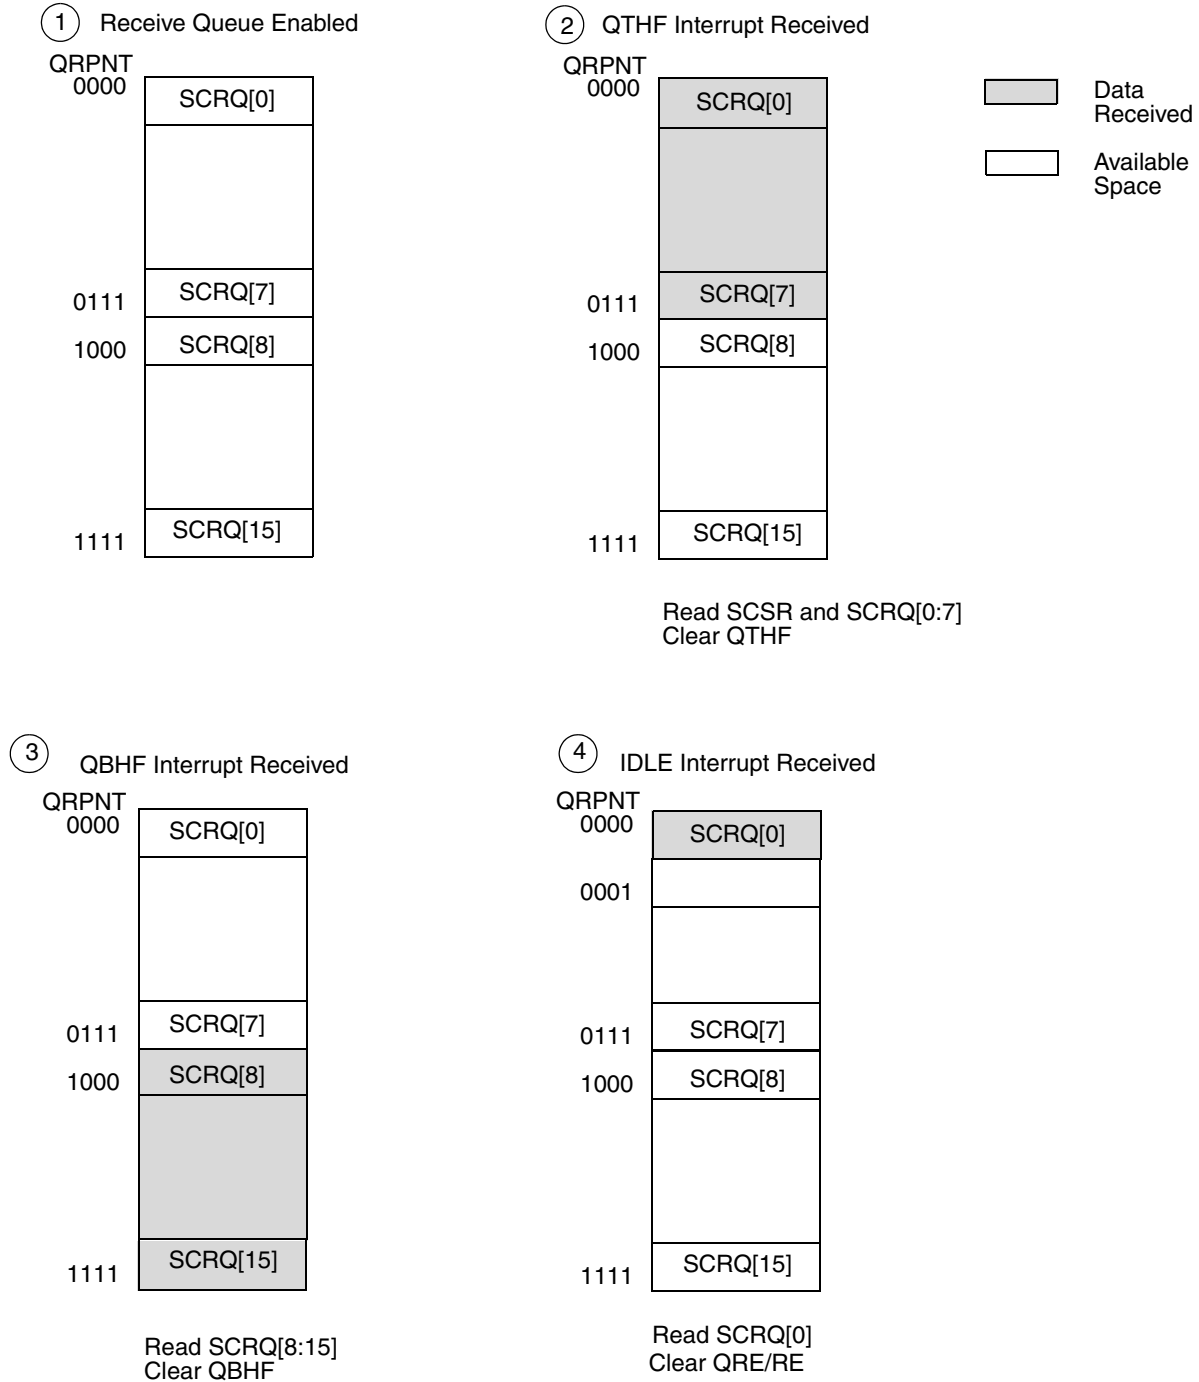 1 Receive Queue Enabled
QRPNT
0000
SCRQ[0]
0111
SCRQ[7]
1000
SCRQ[8]
1111
SCRQ[15]
2 QTHF Interrupt Received
QRPNT
0000
SCRQ[0]
0111
SCRQ[7]
1000
SCRQ[8]
1111
SCRQ[15]
Read SCSR and SCRQ[0:7]
Clear QTHF
Data
Received
Available
Space
3 QBHF Interrupt Received
QRPNT
0000
SCRQ[0]
0111
SCRQ[7]
1000
SCRQ[8]
1111
SCRQ[15]
Read SCRQ[8:15]
Clear QBHF
4 IDLE Interrupt Received
QRPNT
0000
SCRQ[0]
0001
0111
SCRQ[7]
1000
SCRQ[8]
1111
SCRQ[15]
Read SCRQ[0]
Clear QRE/RE